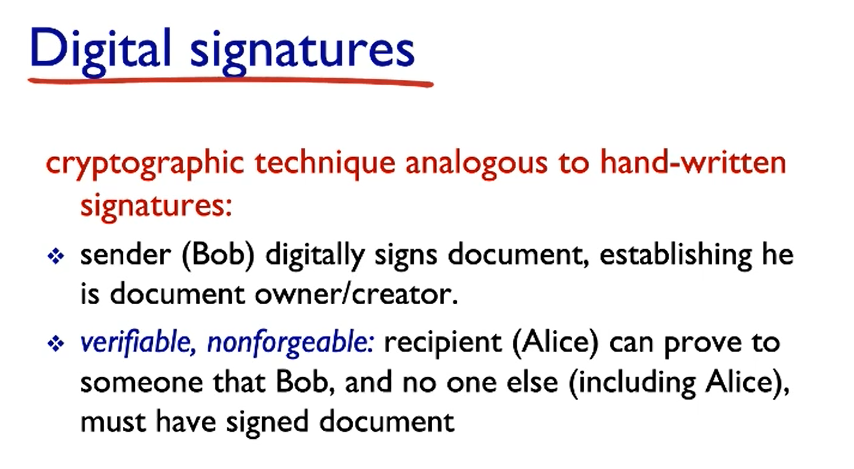 Digital signatures
cryptographic technique analogous to hand-written
signatures:
❖ sender (Bob) digitally signs document, establishing he
is document owner/creator.
❖ verifiable, nonforgeable: recipient (Alice) can prove to
someone that Bob, and no one else (including Alice),
must have signed document